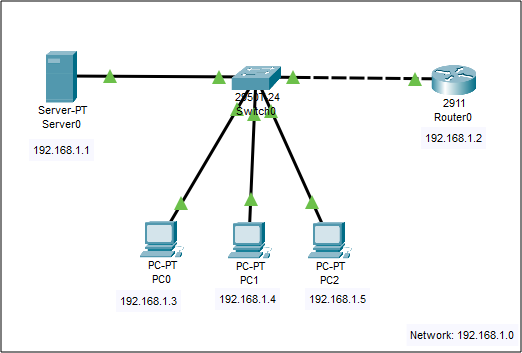 2950T-24
Switch0
2911
Router0
192.168.1.2
Server-PT
Server0
192.168.1.1
PC-PT
PC0
192.168.1.3
PC-PT
PC1
192.168.1.4
PC-PT
PC2
192.168.1.5
Network: 192.168.1.0